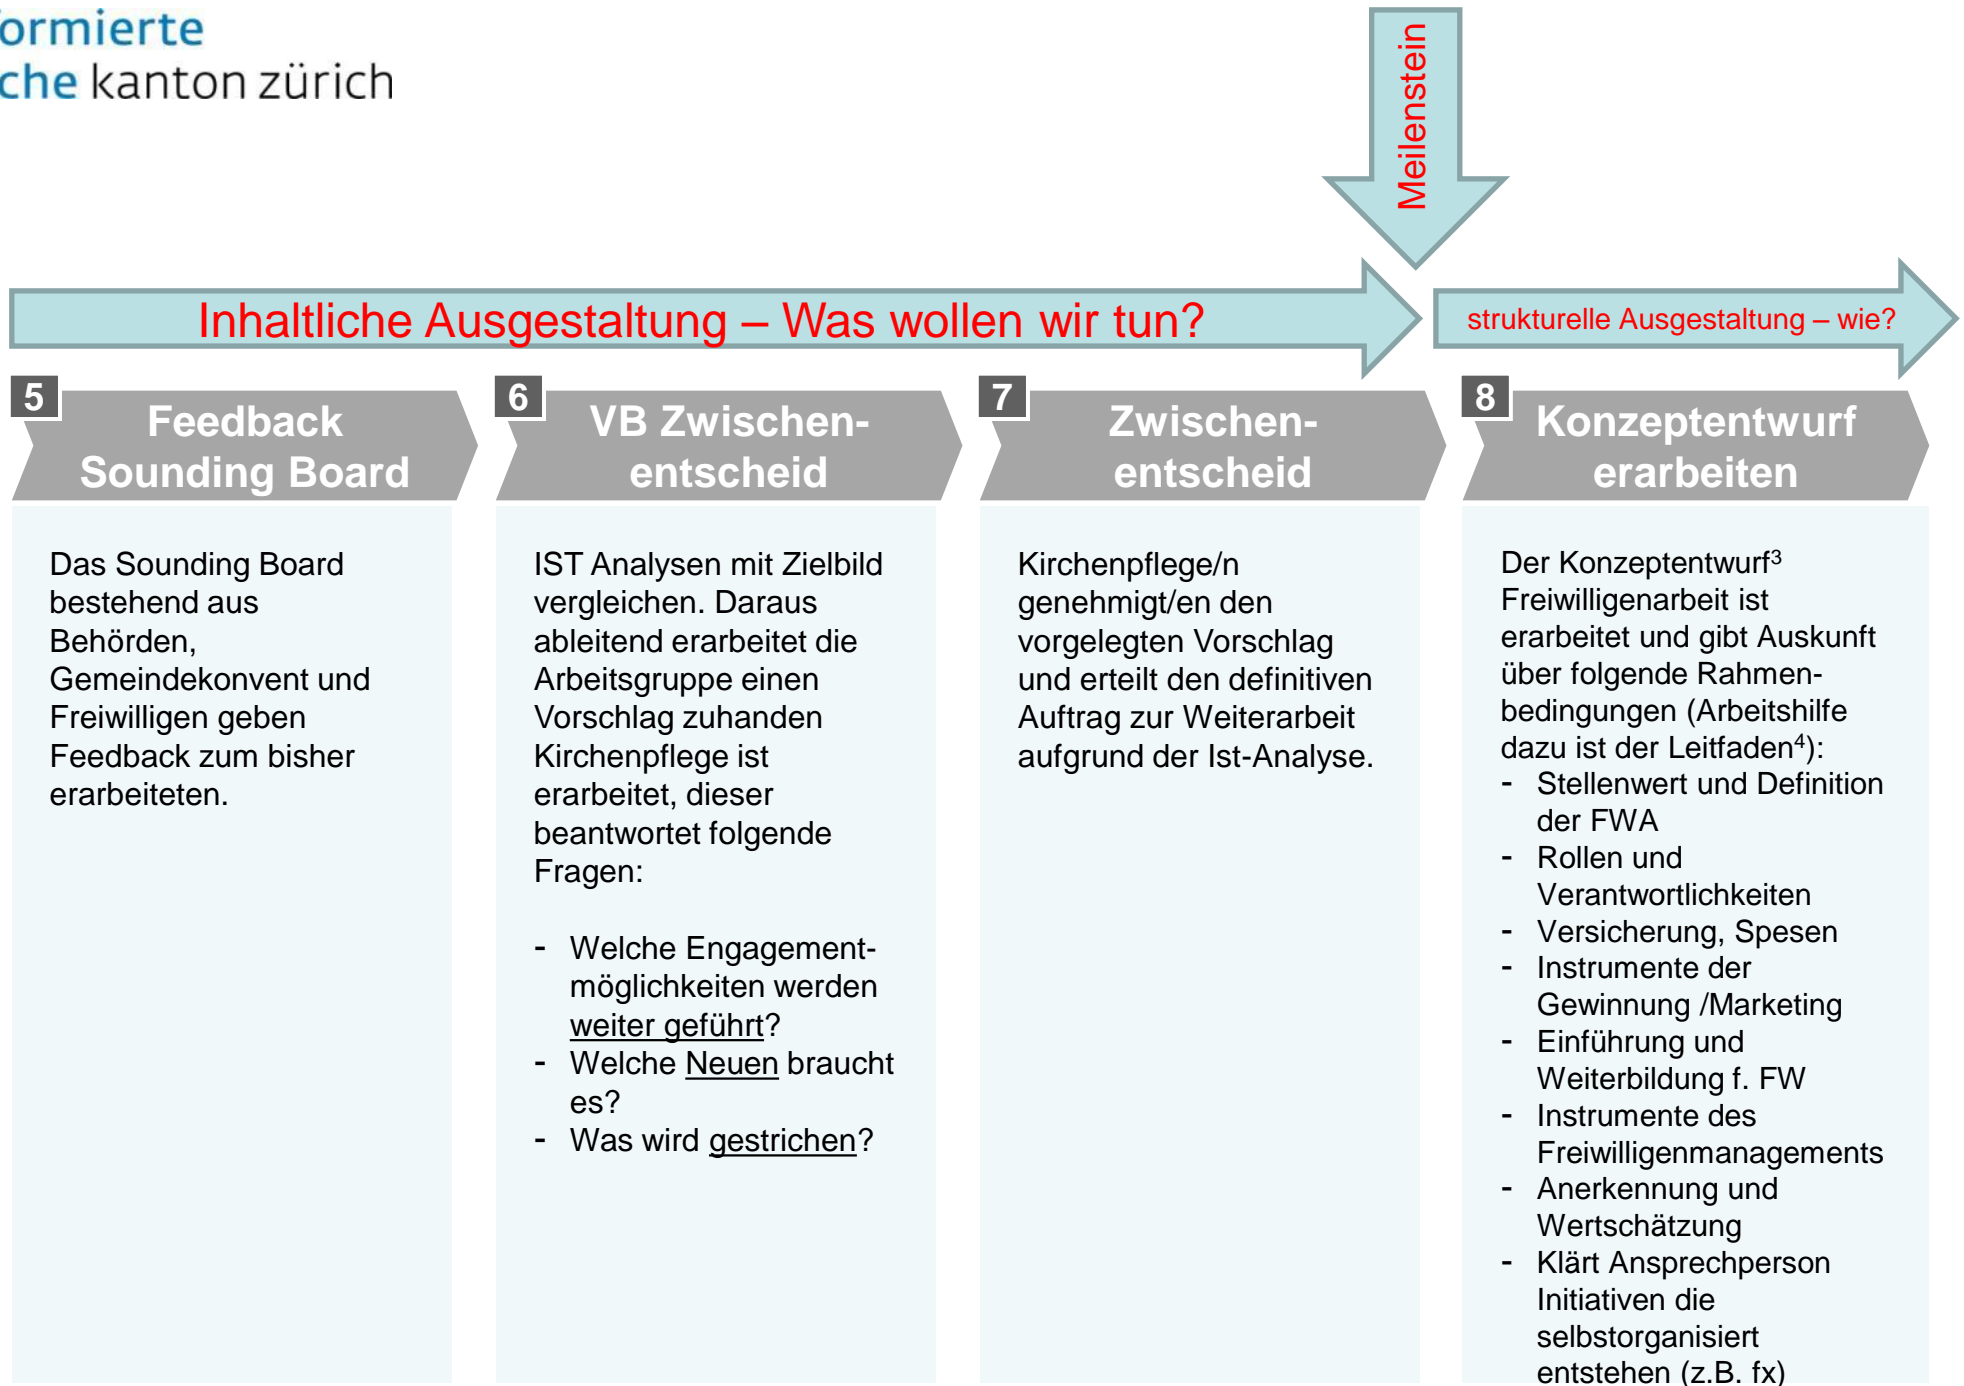 formierte
che kanton zürich
Meilenstein
Inhaltliche Ausgestaltung – Was wollen wir tun?
strukturelle Ausgestaltung – wie?
5
Feedback
Sounding Board
Das Sounding Board
bestehend aus
Behörden,
Gemeindekonvent und
Freiwilligen geben
Feedback zum bisher
erarbeiteten.
6
VB Zwischen-
entscheid
IST Analysen mit Zielbild
vergleichen. Daraus
ableitend erarbeitet die
Arbeitsgruppe einen
Vorschlag zuhanden
Kirchenpflege ist
erarbeitet, dieser
beantwortet folgende
Fragen:
- Welche Engagement-
möglichkeiten werden
weiter geführt?
- Welche Neuen braucht
es?
- Was wird gestrichen?
7
Zwischen-
entscheid
Kirchenpflege/n
genehmigt/en den
vorgelegten Vorschlag
und erteilt den definitiven
Auftrag zur Weiterarbeit
aufgrund der Ist-Analyse.
8
Konzeptentwurf
erarbeiten
Der Konzeptentwurf³
Freiwilligenarbeit ist
erarbeitet und gibt Auskunft
über folgende Rahmen-
bedingungen (Arbeitshilfe
dazu ist der Leitfaden⁴):
- Stellenwert und Definition
der FWA
- Rollen und
Verantwortlichkeiten
- Versicherung, Spesen
- Instrumente der
Gewinnung /Marketing
- Einführung und
Weiterbildung f. FW
- Instrumente des
Freiwilligenmanagements
- Anerkennung und
Wertschätzung
- Klärt Ansprechperson
Initiativen die
selbstorganisiert
entstehen (z.B. fx)